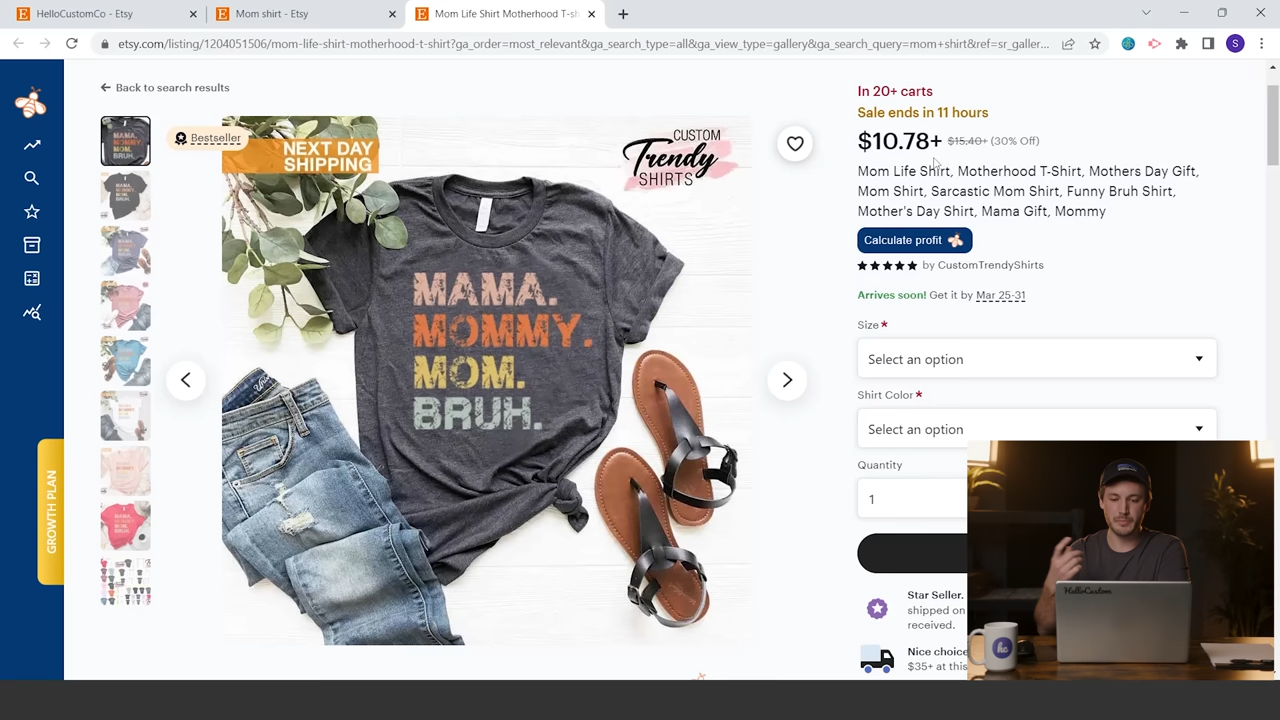 HelloCustomCo - Etsy
Mom shirt - Etsy
Mom Life Shirt Motherhood T-sh
etsy.com/listing/1204051506/mom-life-shirt-motherhood-t-shirt?ga_order=most_relevant&ga_search_type=all&ga_view_type=gallery&ga_search_query=mom+shirt&ref=sr_galler...
S
Back to search results
In 20+ carts
Sale ends in 11 hours
$10.78+ $15.40+ (30% Off)
Mom Life Shirt, Motherhood T-Shirt, Mothers Day Gift,
Mom Shirt, Sarcastic Mom Shirt, Funny Bruh Shirt,
Mother's Day Shirt, Mama Gift, Mommy
Calculate profit
by CustomTrendyShirts
Arrives soon! Get it by Mar 25-31
Size*
Select an option
Shirt Color*
Select an option
Quantity
1
Star Seller.
shipped on
received.
Nice choice
$35+ at this
Bestseller
NEXT DAY
SHIPPING
CUSTOM
Trendy
SHIRTS
MAMA.
MOMMY.
MOM.
BRUH.
GROWTH PLAN
HelloCustom
hc